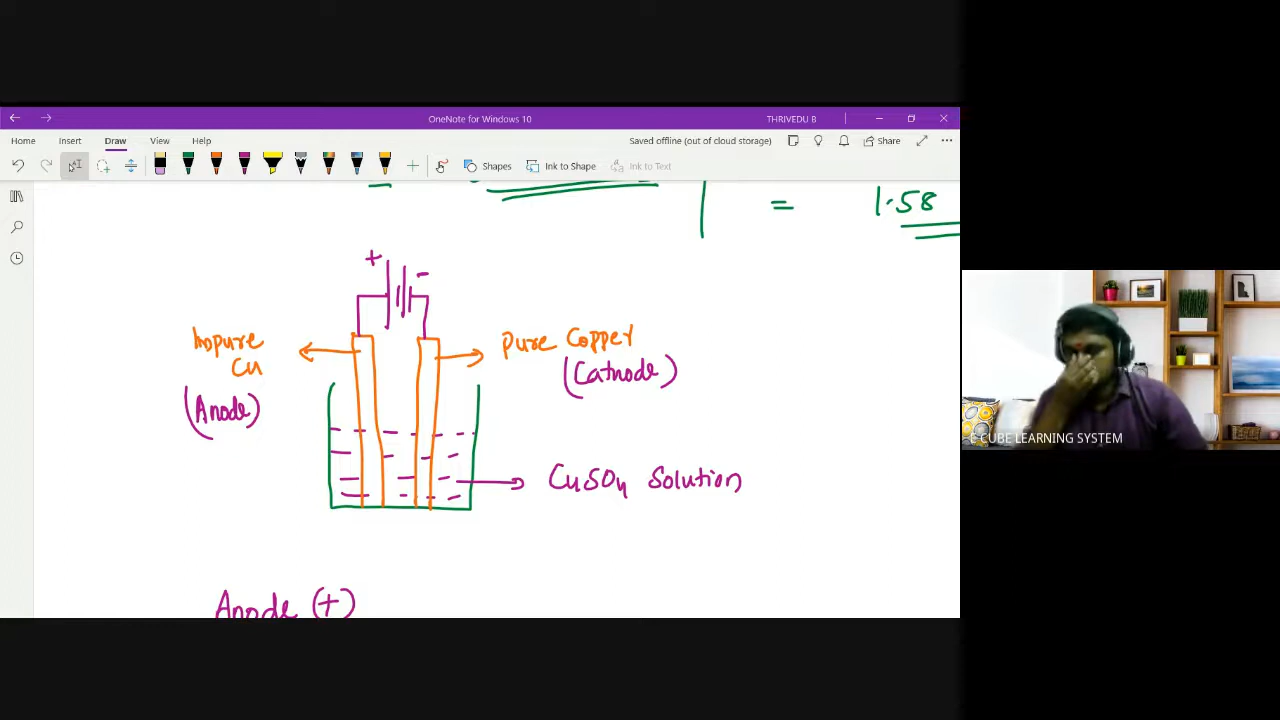 OneNote for Windows 10
THRIVEDU B
Home Insert Draw View Help
Saved offline (out of cloud storage)
Share
Shapes
Ink to Shape
Ink to Text
= 1.58
+ -
Impure
Cu
(Anode)
Pure Copper
(Cathode)
CuSO4 Solution
Anode (+)
CUBE LEARNING SYSTEM